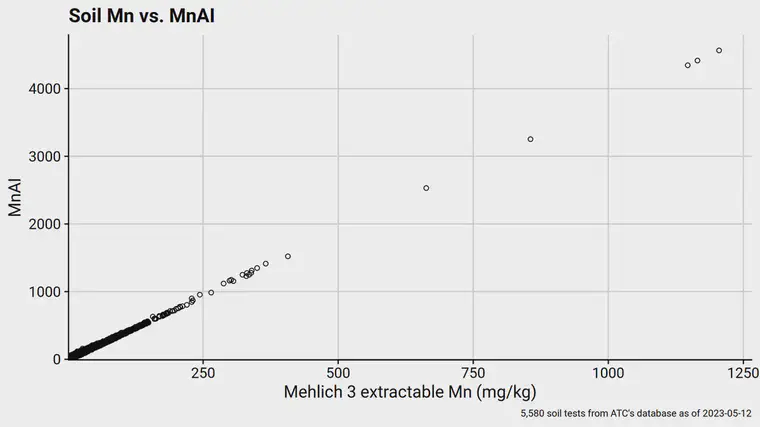 Soil Mn vs. MnAI
MnAI
4000
3000
2000
1000
0
250
500
750
1000
1250
Mehlich 3 extractable Mn (mg/kg)
5,580 soil tests from ATC's database as of 2023-05-12